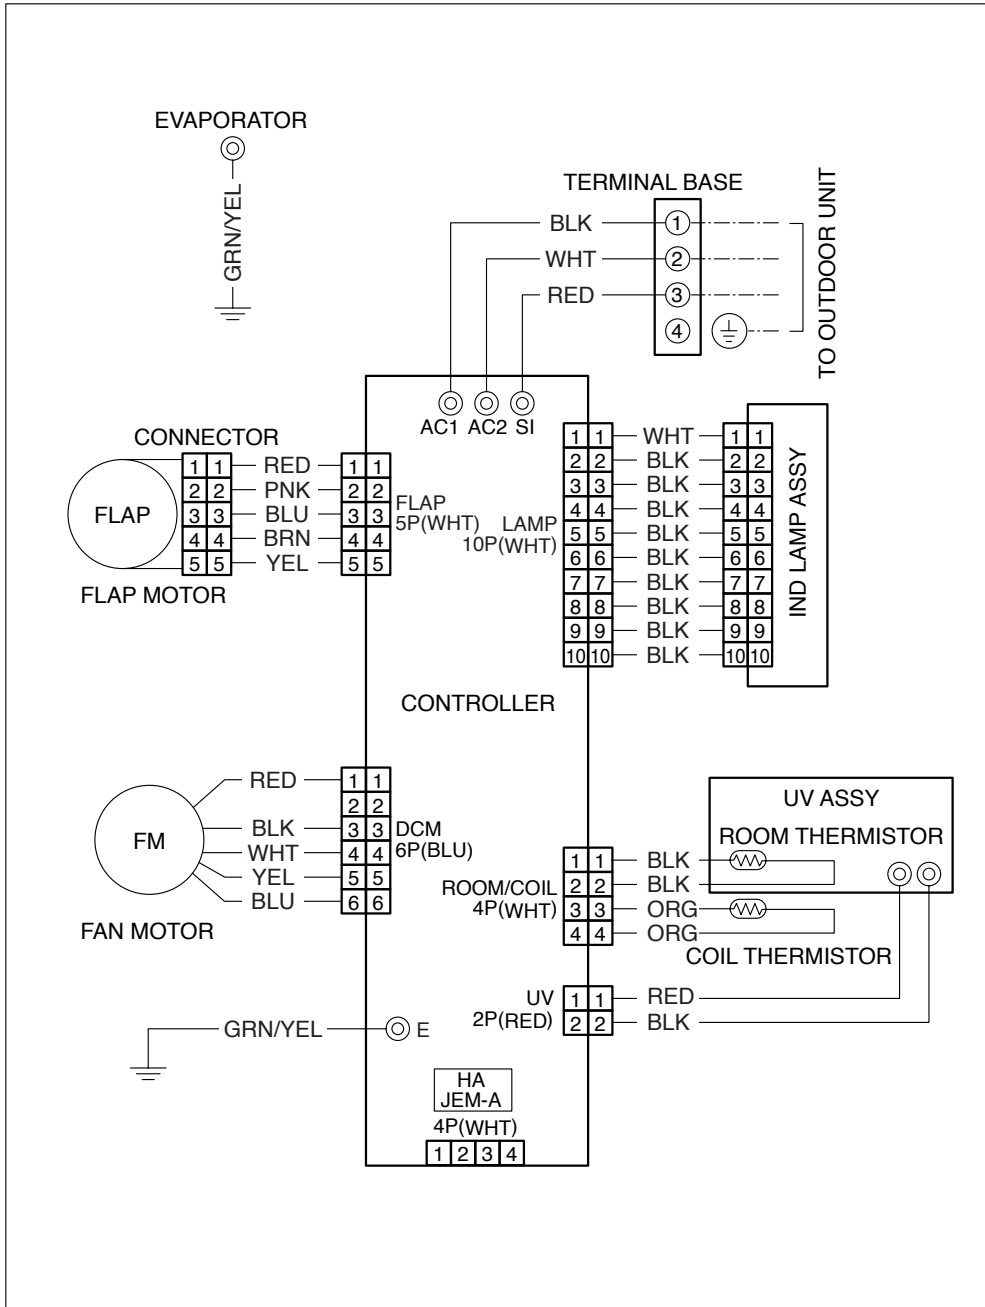 EVAPORATOR
GRN/YEL
TERMINAL BASE
BLK 1
WHT 2
RED 3
4
TO OUTDOOR UNIT
AC1 AC2 SI
CONNECTOR
FLAP
1 1 RED 1 1
2 2 PNK 2 2
3 3 BLU 3 3
4 4 BRN 4 4
5 5 YEL 5 5
FLAP MOTOR
FLAP
5P(WHT)
LAMP
10P(WHT)
1 1 WHT 1 1
2 2 BLK 2 2
3 3 BLK 3 3
4 4 BLK 4 4
5 5 BLK 5 5
6 6 BLK 6 6
7 7 BLK 7 7
8 8 BLK 8 8
9 9 BLK 9 9
10 10 BLK 10 10
IND LAMP ASSY
CONTROLLER
FM
RED 1 1
2 2
BLK 3 3
WHT 4 4
YEL 5 5
BLU 6 6
FAN MOTOR
DCM
6P(BLU)
UV ASSY
ROOM THERMISTOR
ROOM/COIL
4P(WHT)
1 1 BLK
2 2 BLK
3 3 ORG
4 4 ORG
COIL THERMISTOR
UV
2P(RED)
1 1 RED
2 2 BLK
GRN/YEL E
HA
JEM-A
4P(WHT)
1 2 3 4